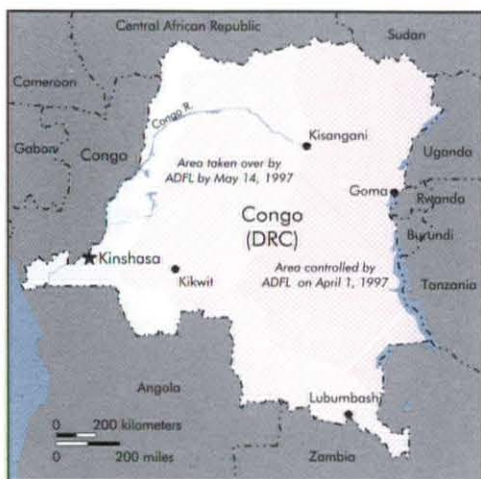 Central African Republic
Sudan
Cameroon
Congo R.
Gabon
Congo
Kisangani
Area taken over by
ADFL by May 14, 1997
Uganda
Goma
Rwanda
Congo
(DRC)
Burundi
Kinshasa
Kikwit
Area controlled by
ADFL on April 1, 1997
Tanzania
Angola
Lubumbash
0 200 kilometers
0 200 miles
Zambia